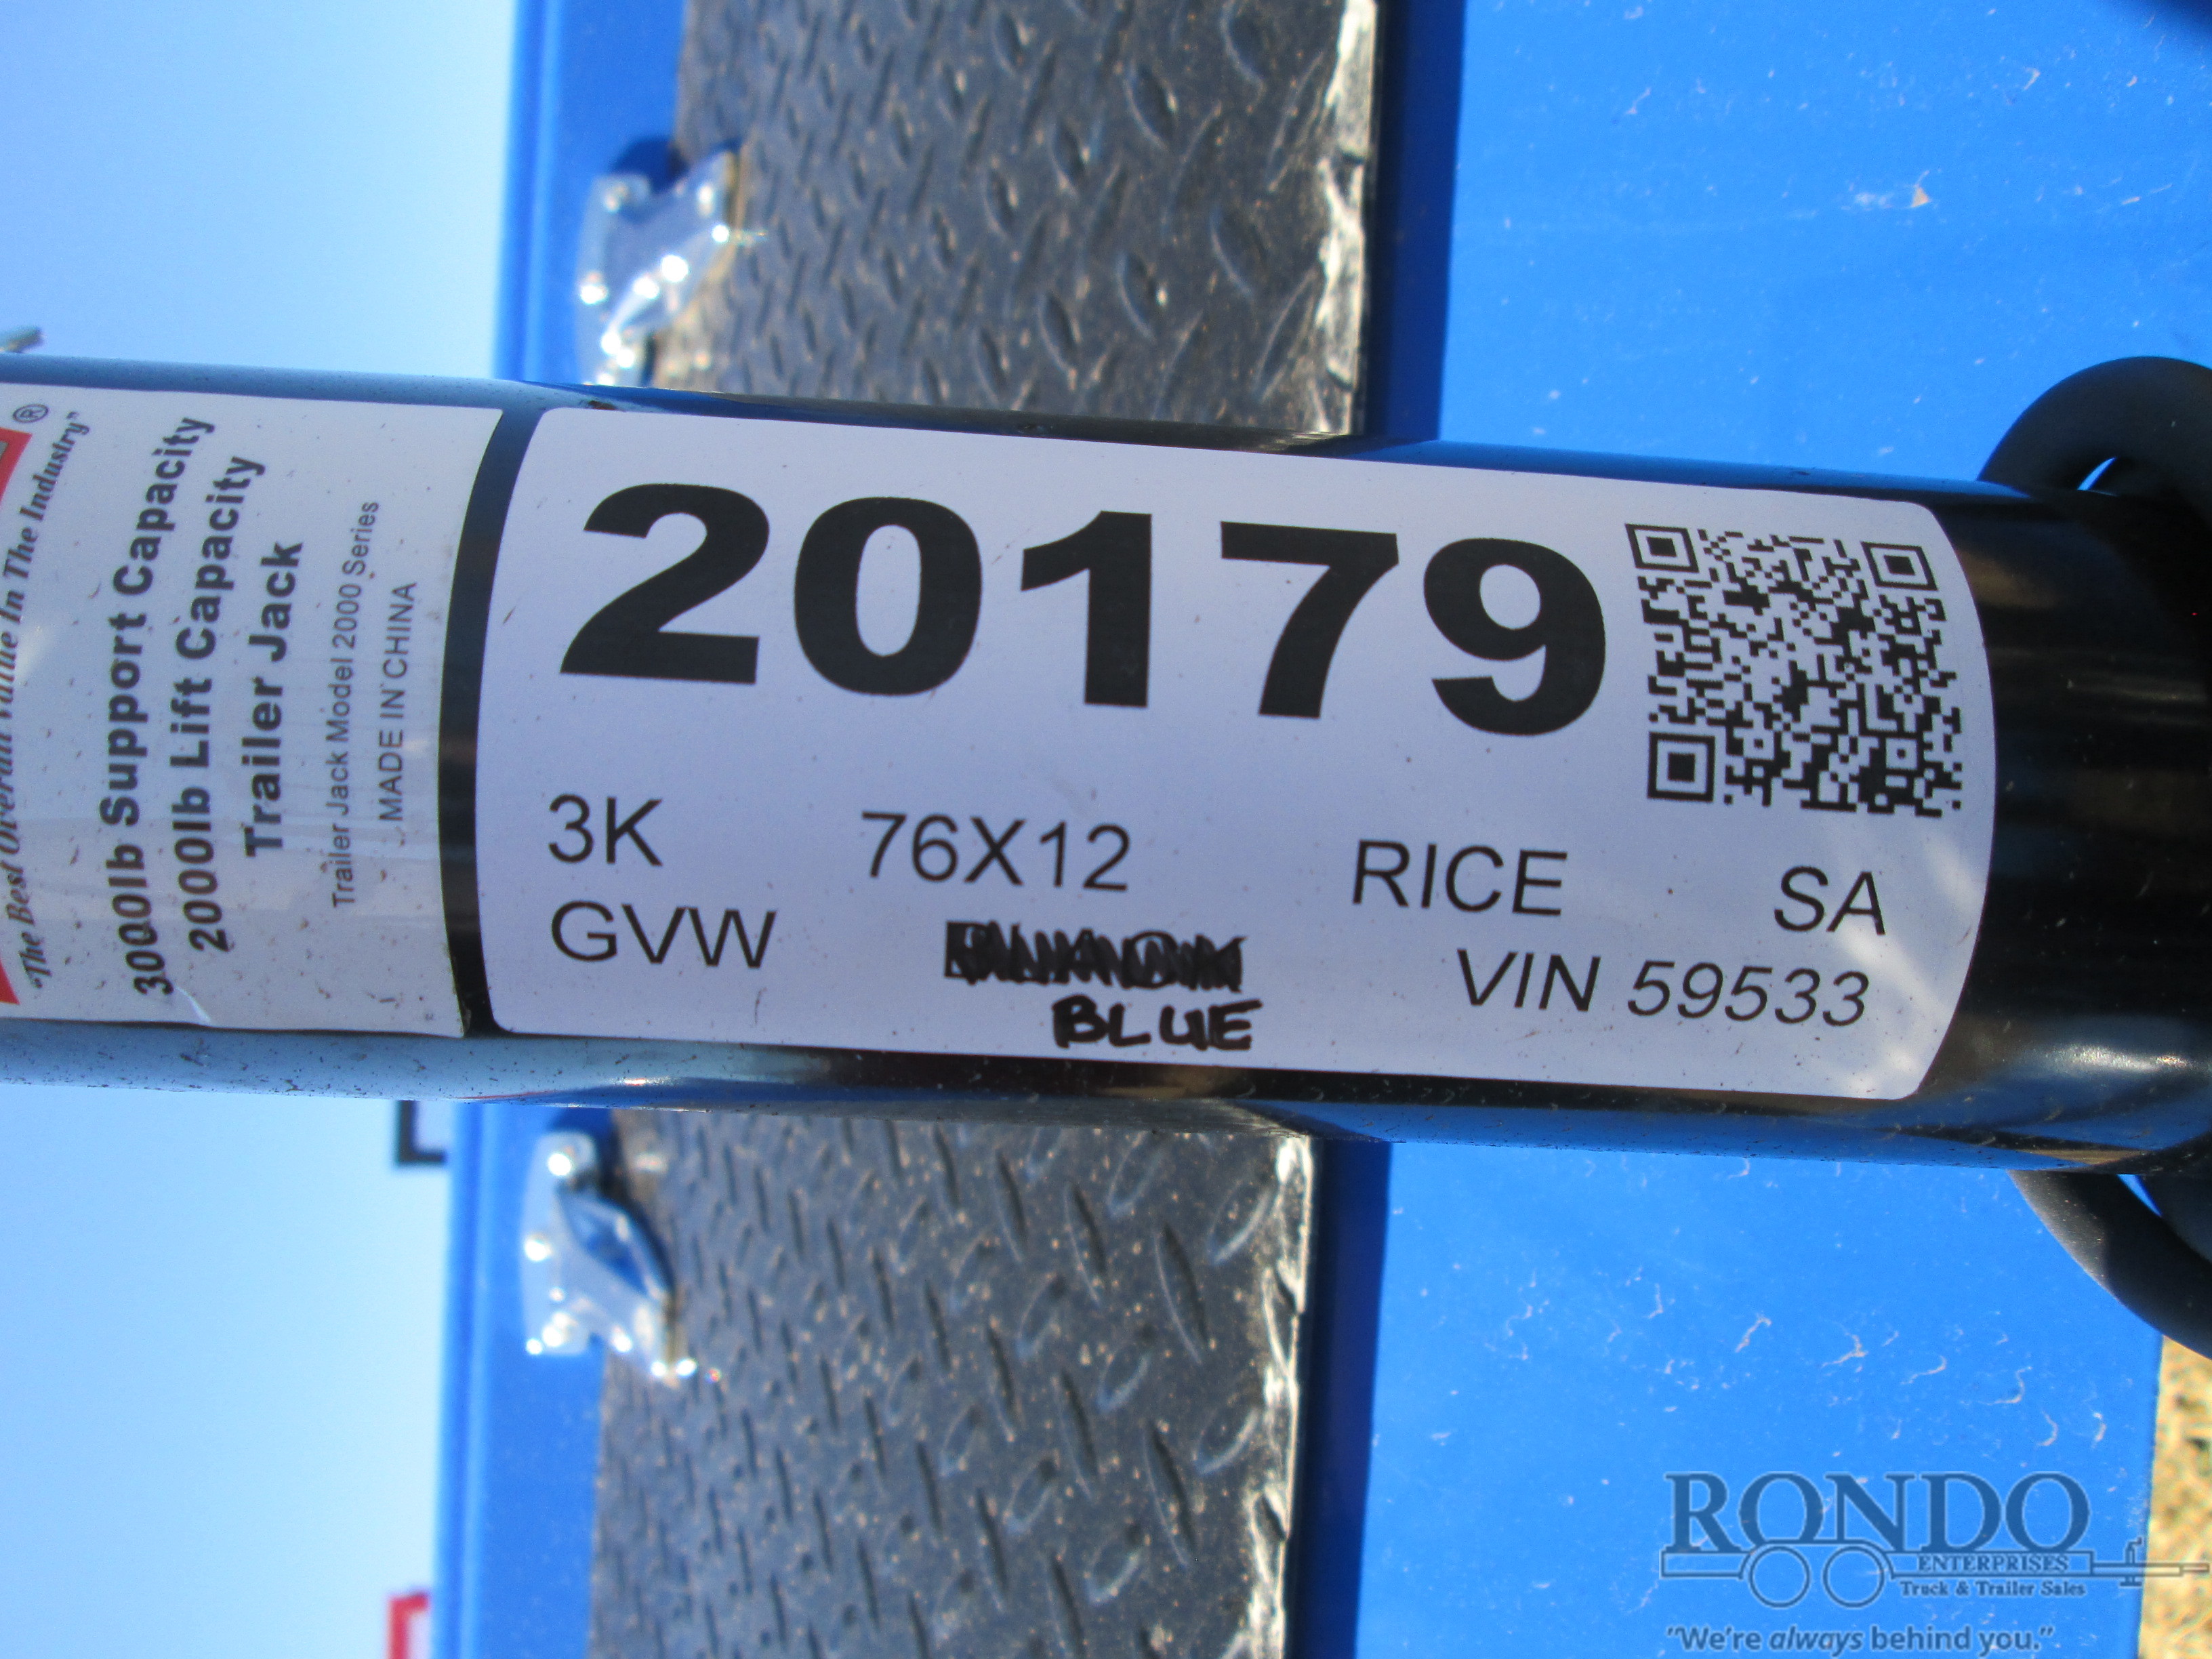 ®
"The Best Overall Value In The Industry"
3000lb Support Capacity
2000lb Lift Capacity
Trailer Jack
Trailer Jack Model 2000 Series
MADE IN CHINA
20179
3K 76X12 RICE SA
GVW VIN 59533
BLUE
RONDO
ENTERPRISES
Truck & Trailer Sales
"We're always behind you."